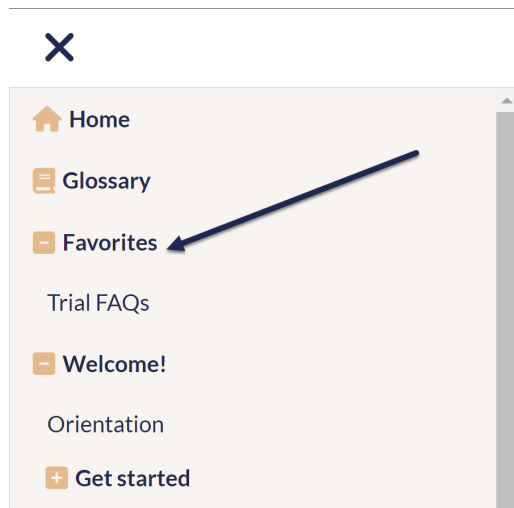 Home
Glossary
Favorites
Trial FAQs
Welcome!
Orientation
Get started